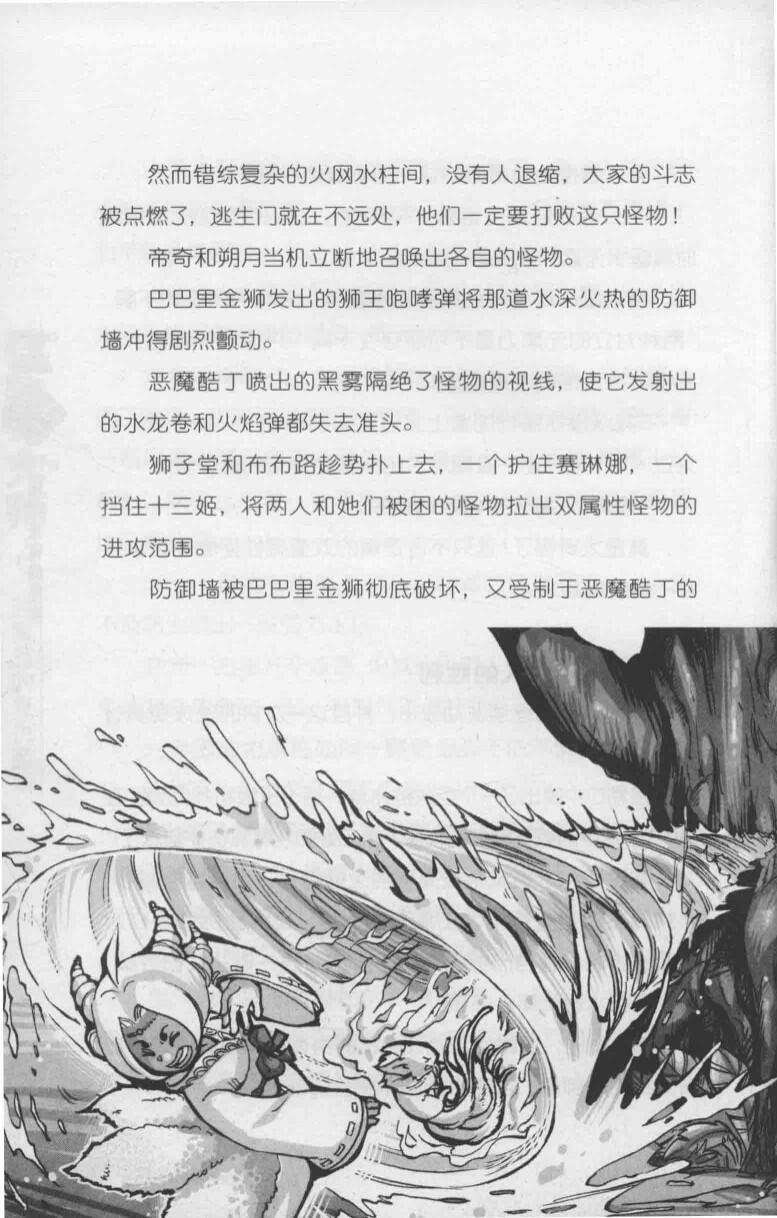 然而错综复杂的火网水柱间，没有人退缩，大家的斗志
被点燃了，逃生门就在不远处，他们一定要打败这只怪物！
帝奇和朔月当机立断地召唤出各自的怪物。
巴巴里金狮发出的狮王咆哮弹将那道水深火热的防御
墙冲得剧烈颤动。
恶魔酷丁喷出的黑雾隔绝了怪物的视线，使它发射出
的水龙卷和火焰弹都失去准头。
狮子堂和布布路趁势扑上去，一个护住赛琳娜，一个
挡住十三姬，将两人和她们被困的怪物拉出双属性怪物的
进攻范围。
防御墙被巴巴里金狮彻底破坏，又受制于恶魔酷丁的